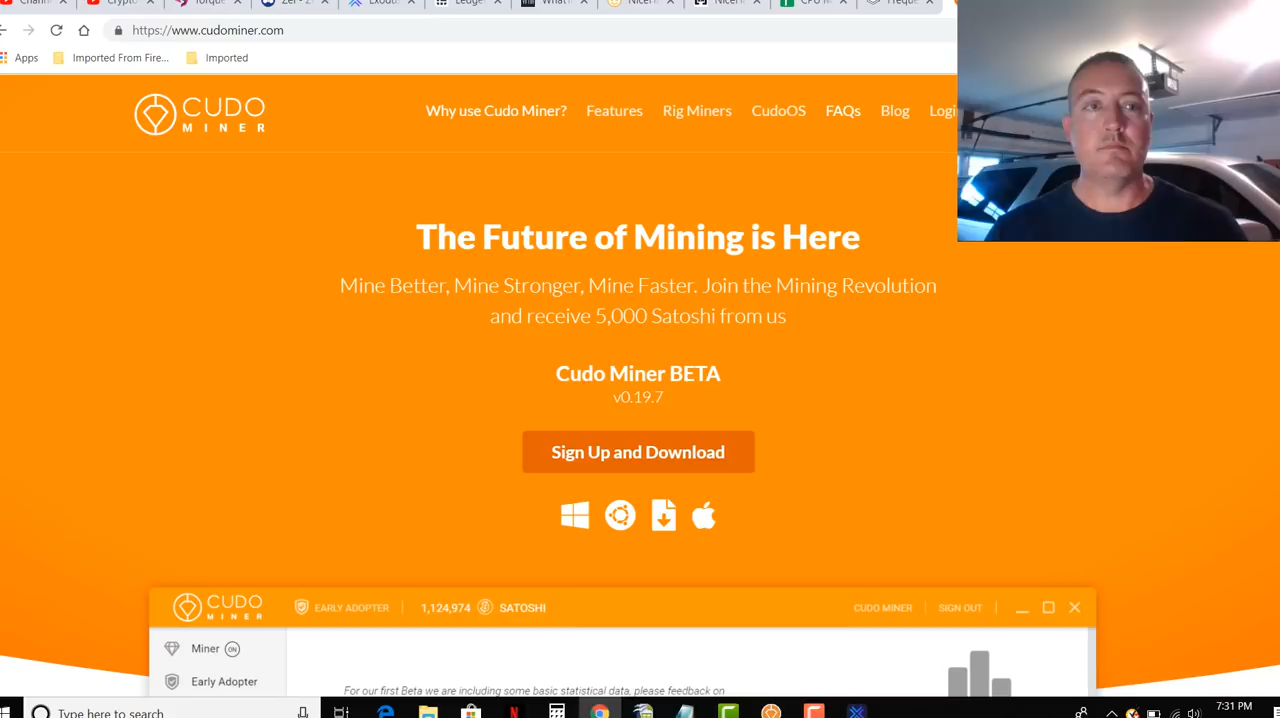 Crypto
Torque
Ledger
What
https://www.cudominer.com
Apps
Imported From Fire...
Imported
CUDO
MINER
Why use Cudo Miner?
Features
Rig Miners
CudoOS
FAQs
Blog
The Future of Mining is Here
Mine Better, Mine Stronger, Mine Faster. Join the Mining Revolution
and receive 5,000 Satoshi from us
Cudo Miner BETA
v0.19.7
Sign Up and Download
CUDO
MINER
EARLY ADOPTER
1,124,974
SATOSHI
CUDO MINER
SIGN OUT
Miner
ON
Early Adopter
For our first Beta we are including some basic statistical data, please feedback on
Type here to search
7:31 PM